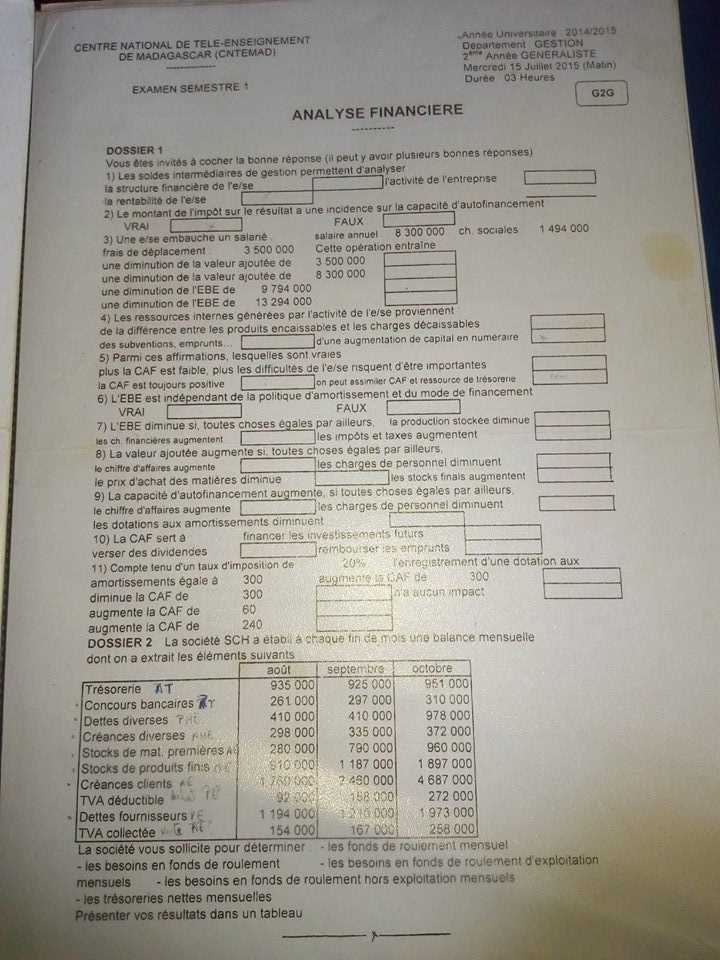 CENTRE NATIONAL DE TELE-ENSEIGNEMENT
DE MADAGASCAR (CNTEMAD)
----------
EXAMEN SEMESTRE 1
Année Universitaire : 2014/2015
Département GESTION
2ème Année GENERALISTE
Mercredi 15 Juillet 2015 (Matin)
Durée 03 Heures
G2G
ANALYSE FINANCIERE
----------
DOSSIER 1
Vous êtes invités à cocher la bonne réponse (il peut y avoir plusieurs bonnes réponses)
1) Les soldes intermédiaires de gestion permettent d'analyser
la structure financière de l'e/se l'activité de l'entreprise
la rentabilité de l'e/se
2) Le montant de l'impôt sur le résultat a une incidence sur la capacité d'autofinancement
VRAI FAUX
3) Une e/se embauche un salarié : salaire annuel 8 300 000 ch. sociales 1 494 000
frais de déplacement : 3 500 000 Cette opération entraîne
une diminution de la valeur ajoutée de 3 500 000
une diminution de la valeur ajoutée de 8 300 000
une diminution de l'EBE de 9 794 000
une diminution de l'EBE de 13 294 000
4) Les ressources internes générées par l'activité de l'e/se proviennent :
de la différence entre les produits encaissables et les charges décaissables
des subventions, emprunts... d'une augmentation de capital en numéraire
5) Parmi ces affirmations, lesquelles sont vraies
plus la CAF est faible, plus les difficultés de l'e/se risquent d'être importantes
la CAF est toujours positive on peut assimiler CAF et ressource de trésorerie
6) L'EBE est indépendant de la politique d'amortissement et du mode de financement
VRAI FAUX
7) L'EBE diminue si, toutes choses égales par ailleurs, la production stockée diminue
les ch. financières augmentent les impôts et taxes augmentent
8) La valeur ajoutée augmente si, toutes choses égales par ailleurs,
le chiffre d'affaires augmente les charges de personnel diminuent
le prix d'achat des matières diminue les stocks finals augmentent
9) La capacité d'autofinancement augmente, si toutes choses égales par ailleurs,
le chiffre d'affaires augmente les charges de personnel diminuent
les dotations aux amortissements diminuent
10) La CAF sert à financer les investissements futurs
verser des dividendes rembourser les emprunts
11) Compte tenu d'un taux d'imposition de 20% l'enregistrement d'une dotation aux
amortissements égale à 300 augmente la CAF de 300
diminue la CAF de 300 n'a aucun impact
augmente la CAF de 60
augmente la CAF de 240
DOSSIER 2 La société SCH a établi à chaque fin de mois une balance mensuelle
dont on a extrait les éléments suivants
août septembre octobre
Trésorerie AT 935 000 925 000 951 000
Concours bancaires 261 000 297 000 310 000
Dettes diverses PHE 410 000 410 000 978 000
Créances diverses AHE 298 000 335 000 372 000
Stocks de mat. premières AE 280 000 790 000 960 000
Stocks de produits finis AE 910 000 1 187 000 1 897 000
Créances clients AE 1 760 000 2 460 000 4 687 000
TVA déductible 92 000 158 000 272 000
Dettes fournisseurs PE 1 194 000 1 973 000
TVA collectée 154 000 167 000 258 000
La société vous sollicite pour déterminer : - les fonds de roulement mensuel
- les besoins en fonds de roulement - les besoins en fonds de roulement d'exploitation
mensuels - les besoins en fonds de roulement hors exploitation mensuels
- les trésoreries nettes mensuelles
Présenter vos résultats dans un tableau